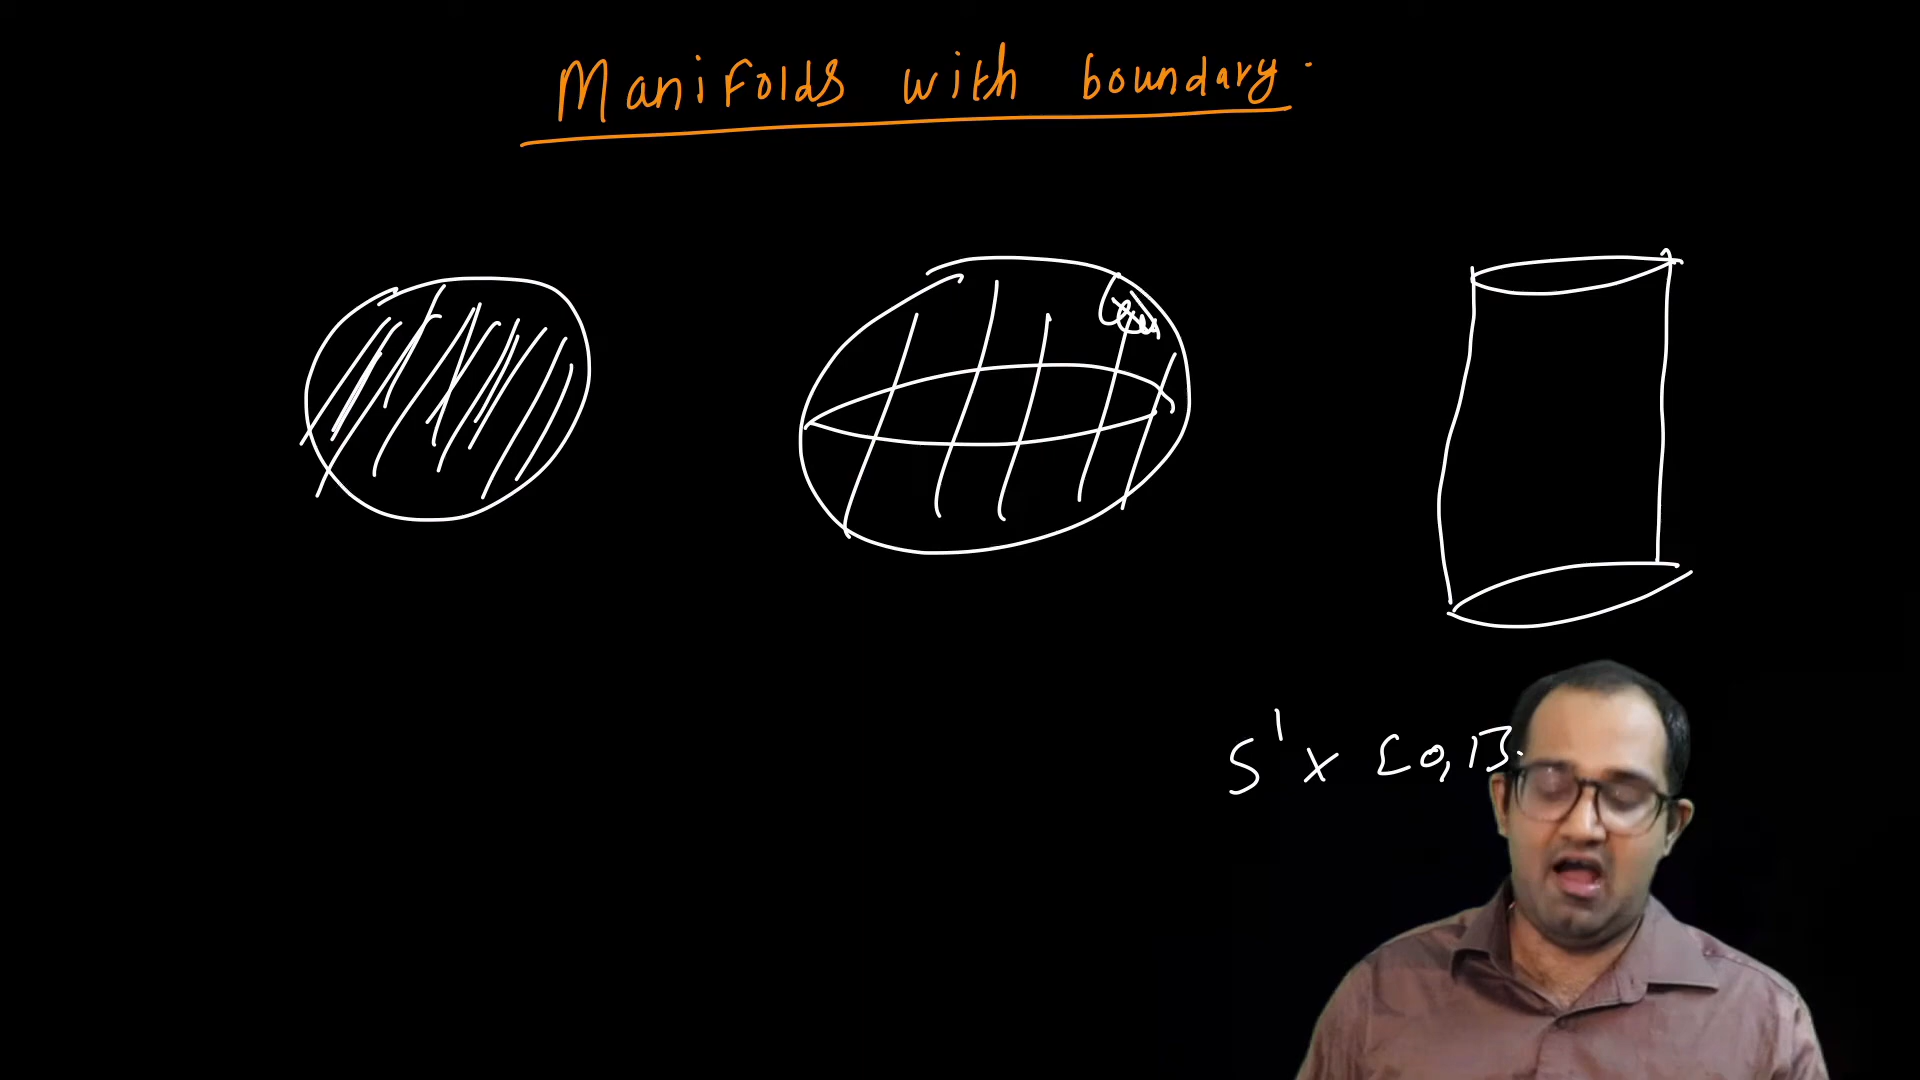 Manifolds with boundary.
S¹ × [0,1].